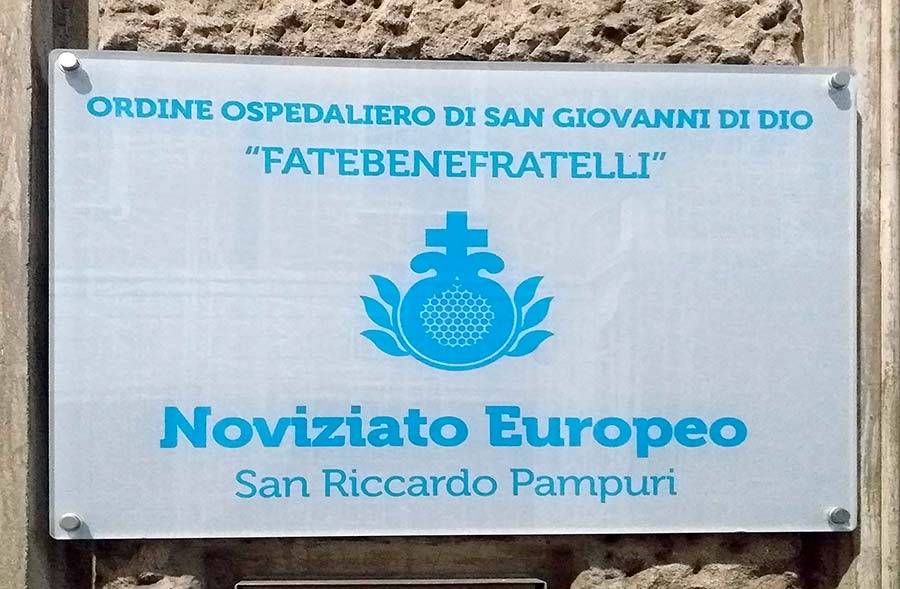 ORDINE OSPEDALIERO DI SAN GIOVANNI DI DIO
"FATEBENEFRATELLI"
Noviziato Europeo
San Riccardo Pampuri